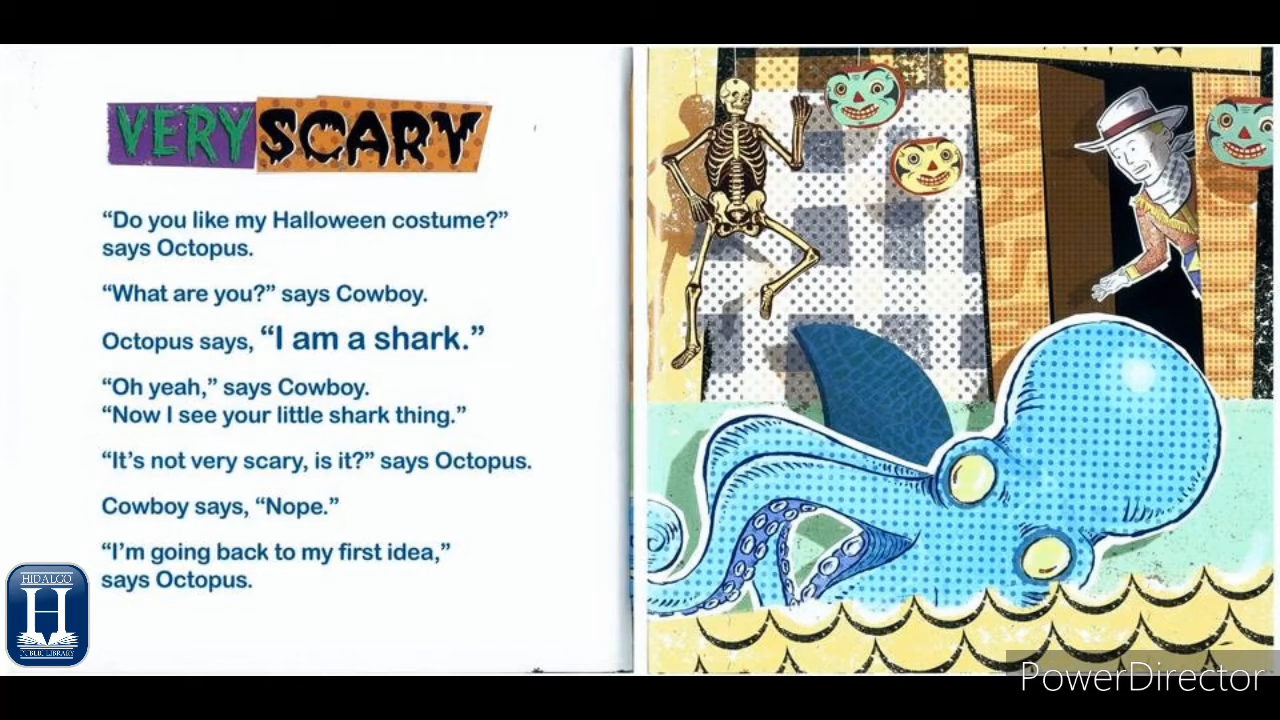 VERY SCARY
“Do you like my Halloween costume?”
says Octopus.
“What are you?” says Cowboy.
Octopus says, “I am a shark.”
“Oh yeah,” says Cowboy.
“Now I see your little shark thing.”
“It’s not very scary, is it?” says Octopus.
Cowboy says, “Nope.”
“I’m going back to my first idea,”
says Octopus.
HIDALGO
H
PUBLIC LIBRARY
PowerDirector